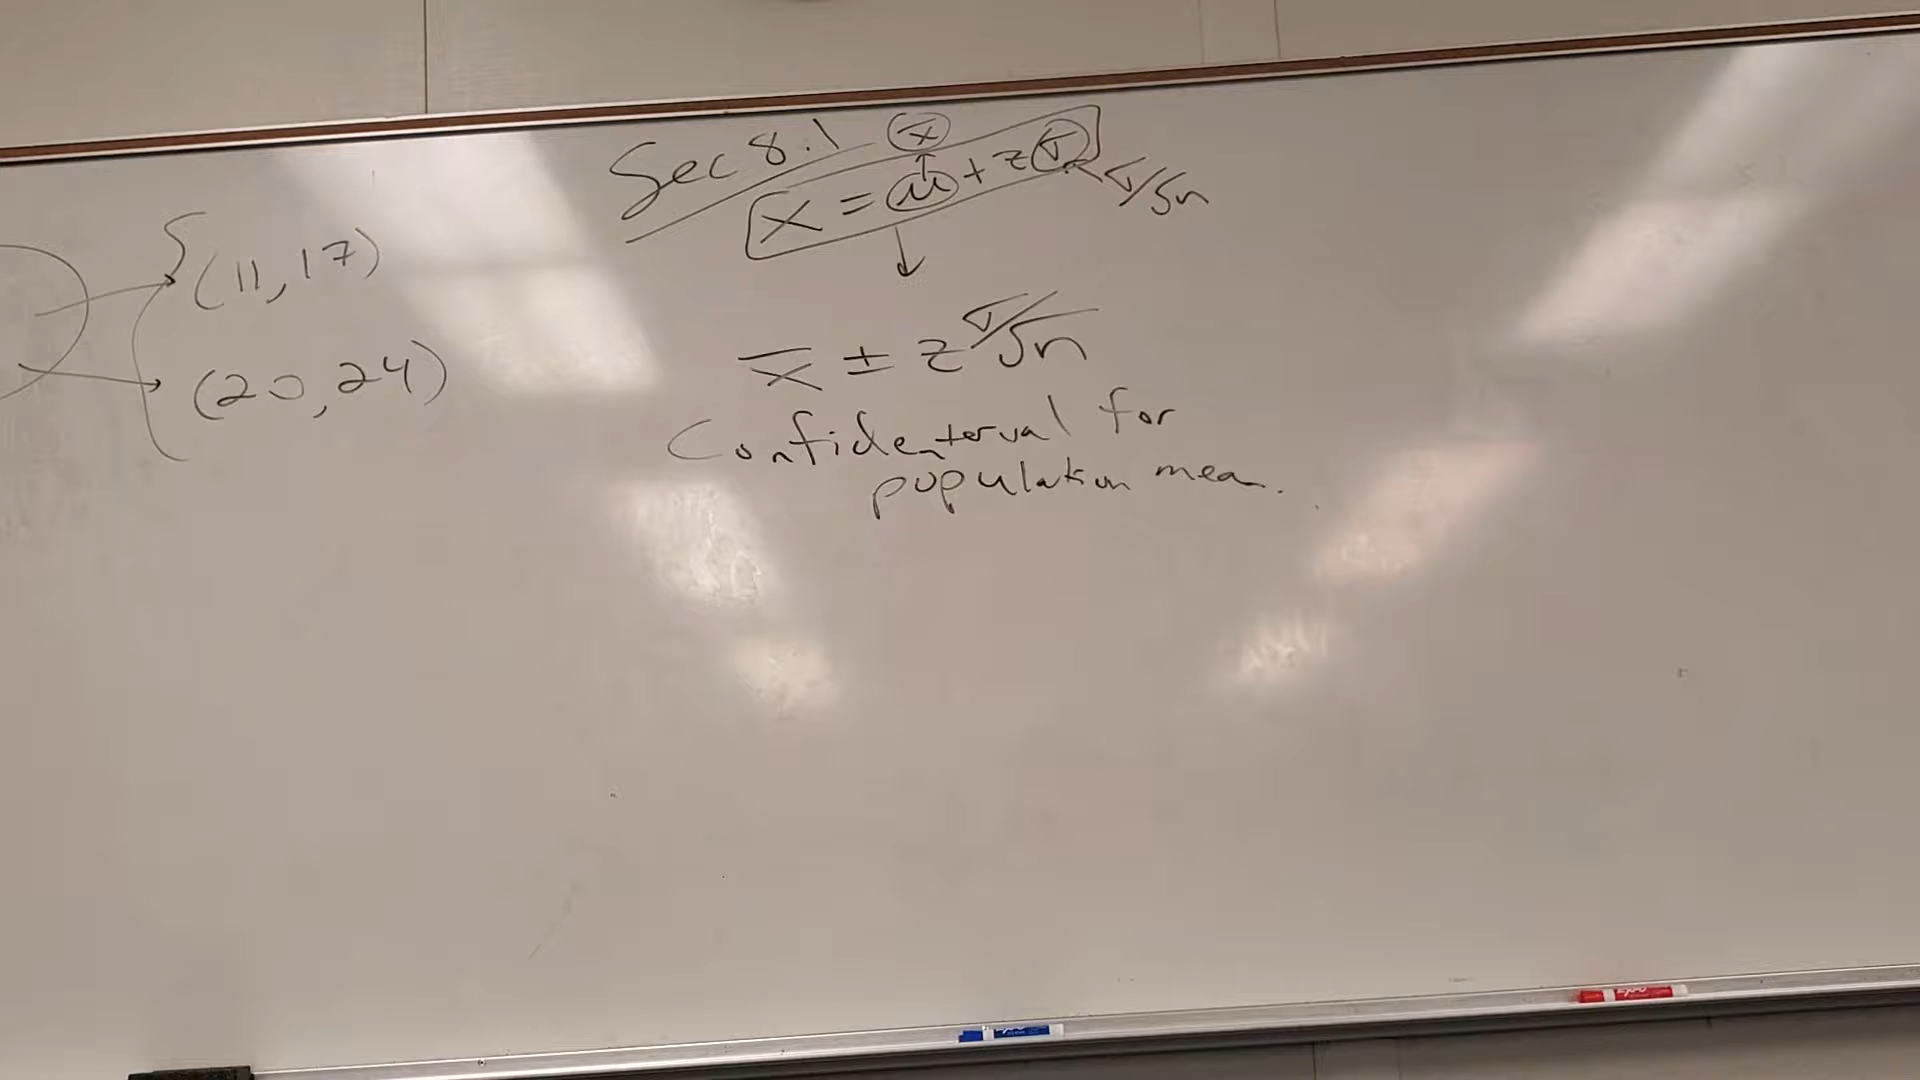 Sec 8.1
x̄
x = μ + zσ
σ/√n
(11, 17)
x̄ ± z σ/√n
(20, 24)
Confidenterval for
population mean.